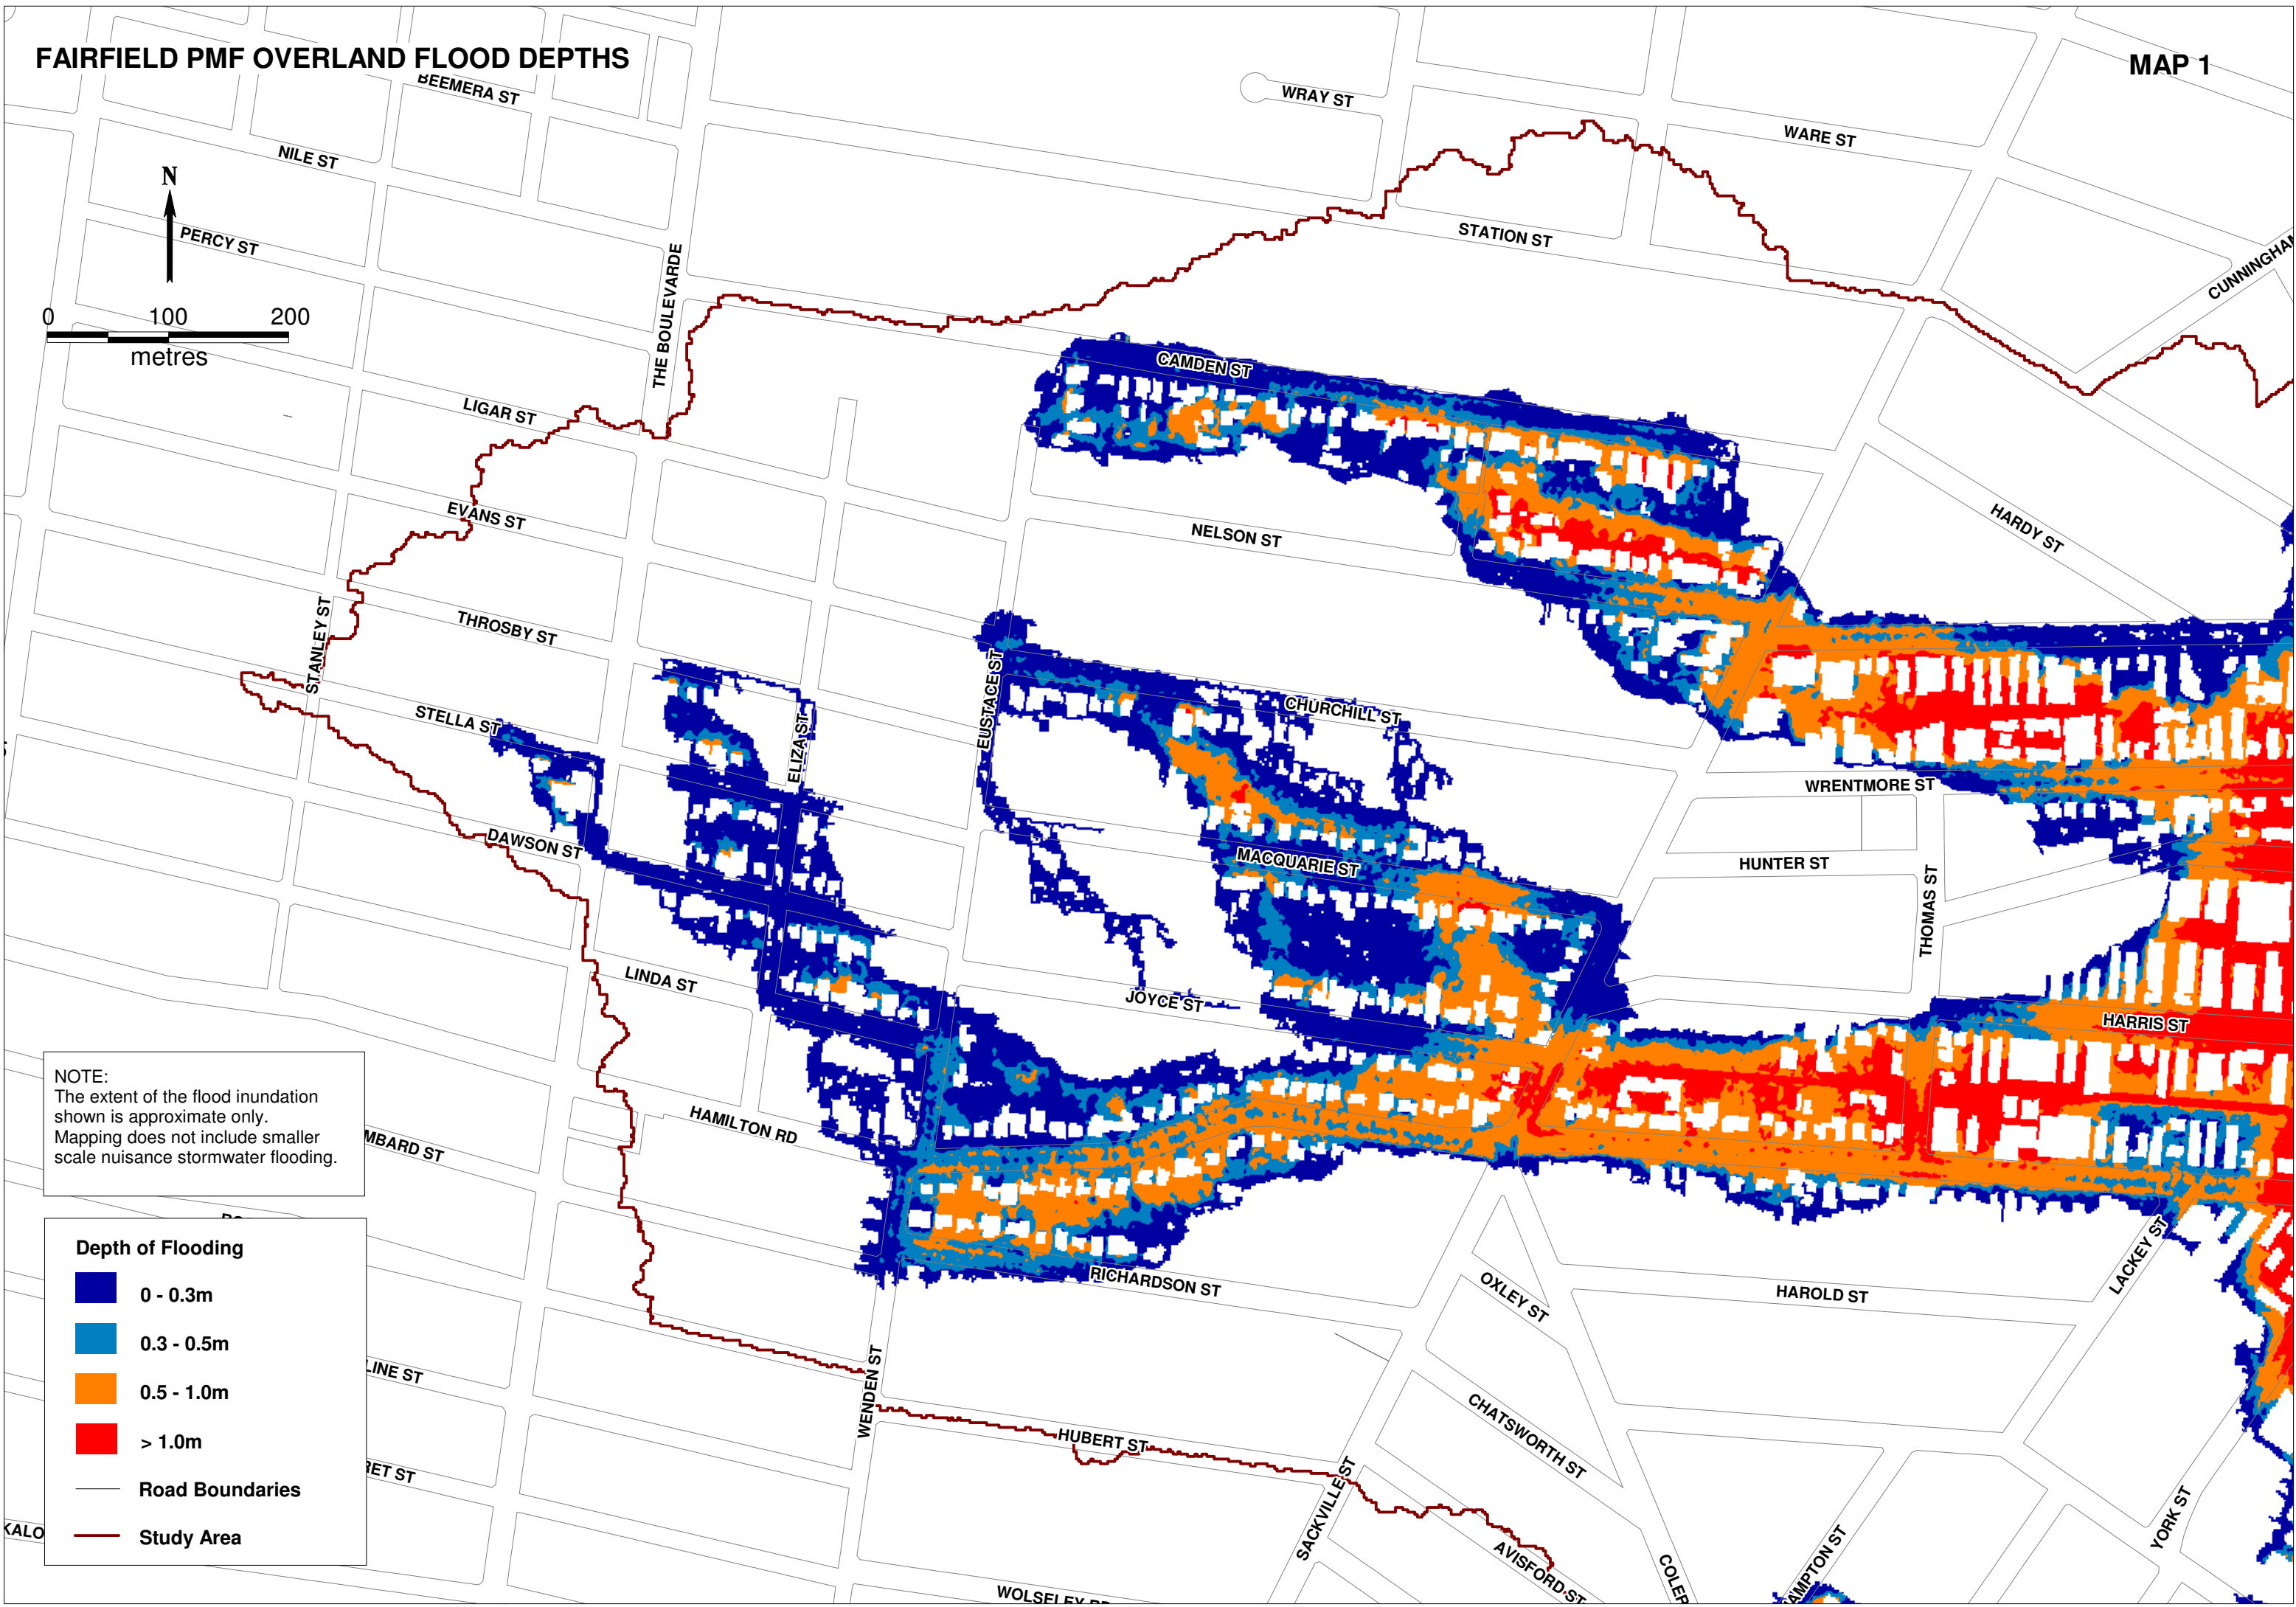 FAIRFIELD PMF OVERLAND FLOOD DEPTHS
MAP 1
BEEMERA ST
WRAY ST
WARE ST
NILE ST
N
PERCY ST
STATION ST
CUNNINGHAM
0 100 200
metres
THE BOULEVARDE
CAMDEN ST
LIGAR ST
EVANS ST
NELSON ST
HARDY ST
THROSBY ST
STANLEY ST
STELLA ST
ELIZA ST
EUSTACE ST
CHURCHILL ST
WRENTMORE ST
DAWSON ST
MACQUARIE ST
HUNTER ST
THOMAS ST
LINDA ST
JOYCE ST
HARRIS ST
HAMILTON RD
MBARD ST
NOTE:
The extent of the flood inundation
shown is approximate only.
Mapping does not include smaller
scale nuisance stormwater flooding.
RICHARDSON ST
OXLEY ST
HAROLD ST
LACKEY ST
Depth of Flooding
0 - 0.3m
0.3 - 0.5m
0.5 - 1.0m
> 1.0m
Road Boundaries
Study Area
LINE ST
RET ST
KALO
WENDEN ST
HUBERT ST
CHATSWORTH ST
SACKVILLE ST
AVISFORD ST
COLER
AMPTON ST
YORK ST
WOLSELEY